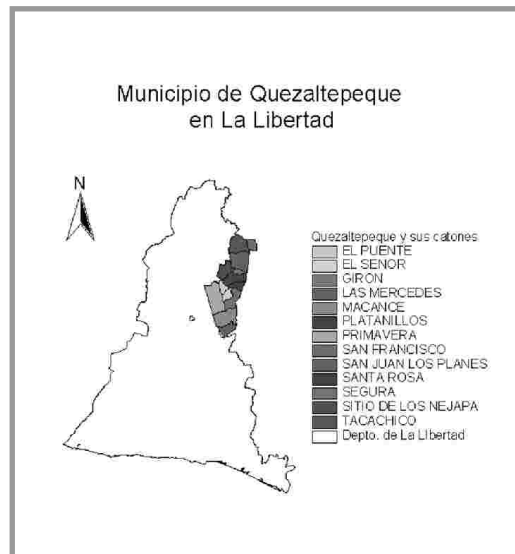 Municipio de Quezaltepeque
en La Libertad
N
Quezaltepeque y sus catones
EL PUENTE
EL SENOR
GIRON
LAS MERCEDES
MACANCE
PLATANILLOS
PRIMAVERA
SAN FRANCISCO
SAN JUAN LOS PLANES
SANTA ROSA
SEGURA
SITIO DE LOS NEJAPA
TACACHICO
Depto. de La LIbertad